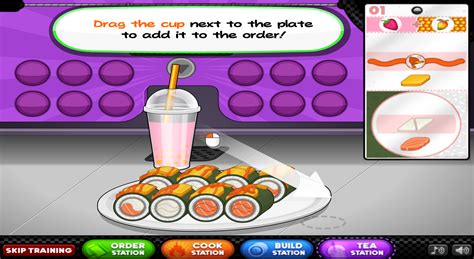 Drag the cup next to the plate
to add it to the order!
01
SKIP TRAINING
ORDER
STATION
COOK
STATION
BUILD
STATION
TEA
STATION